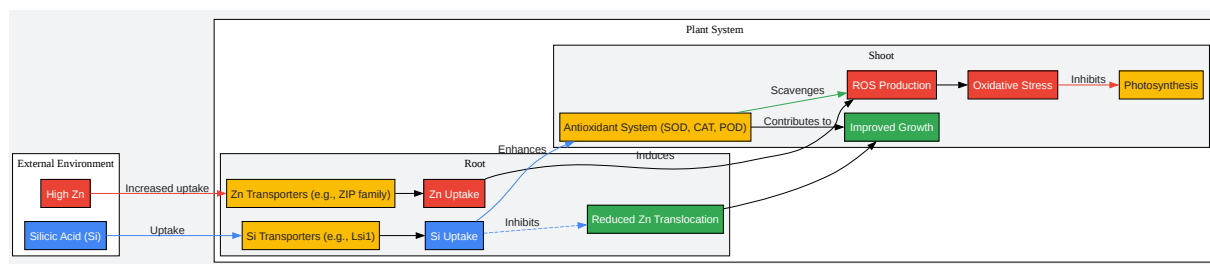 Plant System
Shoot
Scavenges
ROS Production
Oxidative Stress
Inhibits
Photosynthesis
Antioxidant System (SOD, CAT, POD)
Contributes to
Improved Growth
External Environment
Root
Enhances
Induces
High Zn
Increased uptake
Zn Transporters (e.g., ZIP family)
Zn Uptake
Silicic Acid (Si)
Uptake
Si Transporters (e.g., Lsi1)
Si Uptake
Inhibits
Reduced Zn Translocation